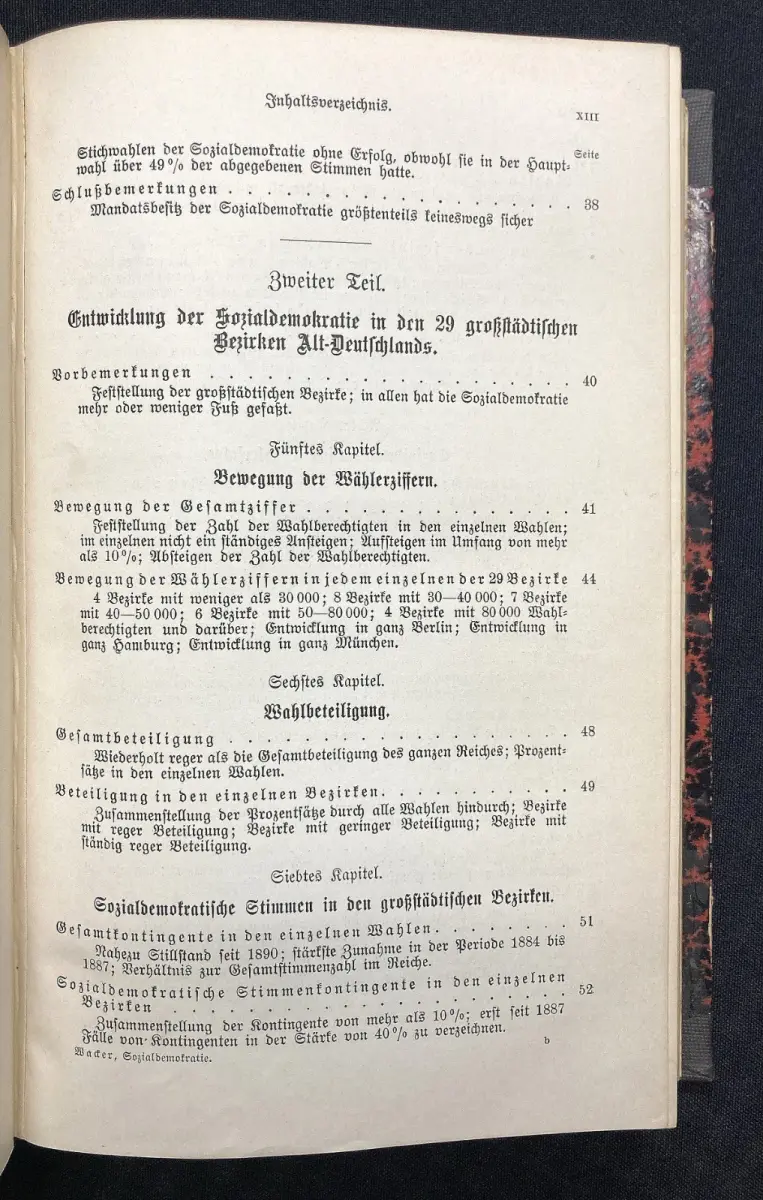 Inhaltsverzeichnis.
XIII
Seite
Stichwahlen der Sozialdemokratie ohne Erfolg, obwohl sie in der Haupt-
wahl über 49 % der abgegebenen Stimmen hatte.
Schlußbemerkungen . . . . . . . . . . . . . . . . . . 38
Mandatsbesitz der Sozialdemokratie größtenteils keineswegs sicher
Zweiter Teil.
Entwicklung der Sozialdemokratie in den 29 großstädtischen
Bezirken Alt-Deutschlands.
Vorbemerkungen . . . . . . . . . . . . . . . . . . 40
Feststellung der großstädtischen Bezirke; in allen hat die Sozialdemokratie
mehr oder weniger Fuß gefaßt.
Fünftes Kapitel.
Bewegung der Wählerziffern.
Bewegung der Gesamtziffer . . . . . . . . . . . . . . 41
Feststellung der Zahl der Wahlberechtigten in den einzelnen Wahlen;
im einzelnen nicht ein ständiges Ansteigen; Aufsteigen im Umfang von mehr
als 10 %; Absteigen der Zahl der Wahlberechtigten.
Bewegung der Wählerziffern in jedem einzelnen der 29 Bezirke 44
4 Bezirke mit weniger als 30 000; 8 Bezirke mit 30—40 000; 7 Bezirke
mit 40—50 000; 6 Bezirke mit 50—80 000; 4 Bezirke mit 80 000 Wahl-
berechtigten und darüber; Entwicklung in ganz Berlin; Entwicklung in
ganz Hamburg; Entwicklung in ganz München.
Sechstes Kapitel.
Wahlbeteiligung.
Gesamtbeteiligung . . . . . . . . . . . . . . . . . . 48
Wiederholt reger als die Gesamtbeteiligung des ganzen Reiches; Prozent-
sätze in den einzelnen Wahlen.
Beteiligung in den einzelnen Bezirken. . . . . . . . . . 49
Zusammenstellung der Prozentsätze durch alle Wahlen hindurch; Bezirke
mit reger Beteiligung; Bezirke mit geringer Beteiligung; Bezirke mit
ständig reger Beteiligung.
Siebtes Kapitel.
Sozialdemokratische Stimmen in den großstädtischen Bezirken.
Gesamtkontingente in den einzelnen Wahlen. . . . . . . . 51
Nahezu Stillstand seit 1890; stärkste Zunahme in der Periode 1884 bis
1887; Verhältnis zur Gesamtstimmenzahl im Reiche.
Sozialdemokratische Stimmenkontingente in den einzelnen
Bezirken . . . . . . . . . . . . . . . . . . . . 52
Zusammenstellung der Kontingente von mehr als 10 %; erst seit 1887
Fälle von Kontingenten in der Stärke von 40 % zu verzeichnen.
Wacker, Sozialdemokratie.
b